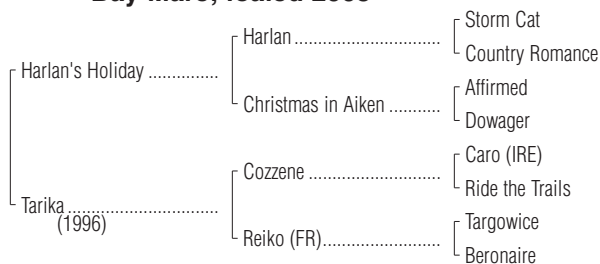 Bay Mare; foaled
Storm Cat
Harlan
Country Romance
Harlan's Holiday
Affirmed
Christmas in Aiken
Dowager
Caro (IRE)
Cozzene
Ride the Trails
Tarika
(1996)
Targowice
Reiko (FR)
Beronaire